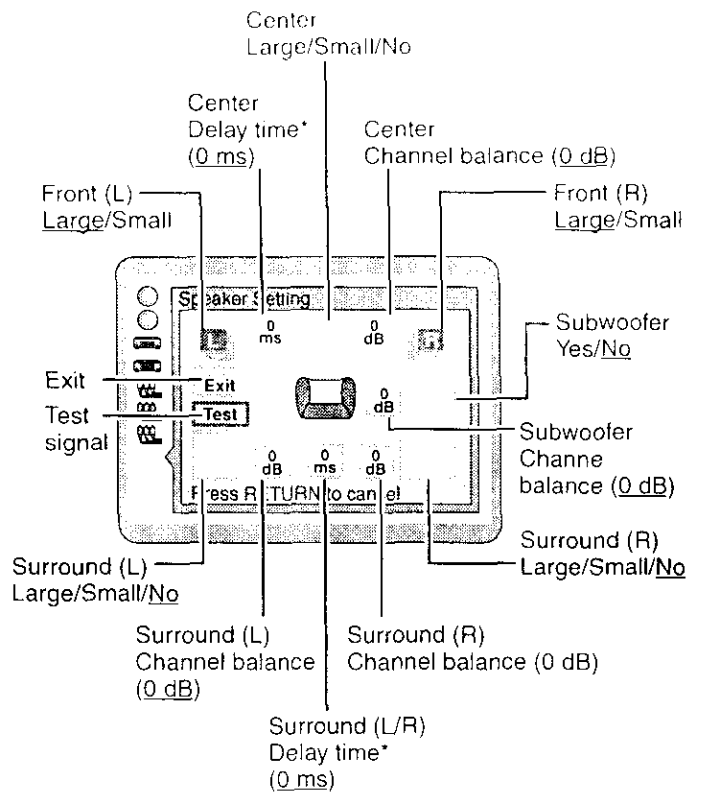 Center
Large/Small/No
Center
Delay time*
(0 ms)
Center
Channel balance (0 dB)
Front (L)
Large/Small
Front (R)
Large/Small
Speaker Setting
0
ms
0
dB
L
R
Subwoofer
Yes/No
Exit
Exit
Test
signal
Test
0
dB
Subwoofer
Channe
balance (0 dB)
0
dB
0
ms
0
dB
Press RETURN to cancel
Surround (L)
Large/Small/No
Surround (R)
Large/Small/No
Surround (L)
Channel balance
(0 dB)
Surround (R)
Channel balance (0 dB)
Surround (L/R)
Delay time*
(0 ms)